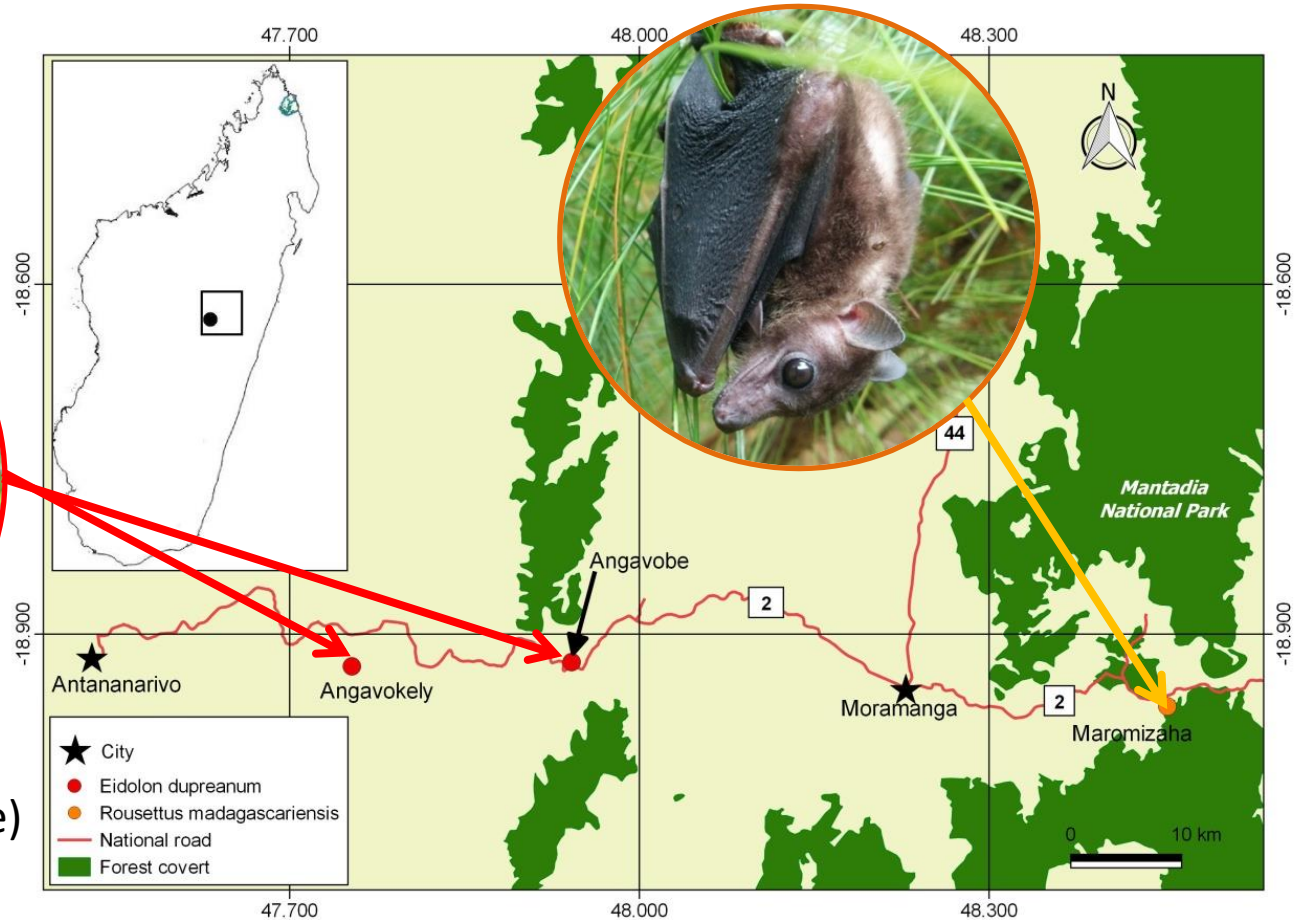 47.700
48.000
48.300
N
-18.600
-18.600
44
Mantadia
National Park
Angavobe
2
-18.900
-18.900
Antananarivo
Angavokely
Moramanga
2
Maromizaha
City
Eidolon dupreanum
Rousettus madagascariensis
National road
Forest covert
e)
0 10 km
47.700
48.000
48.300